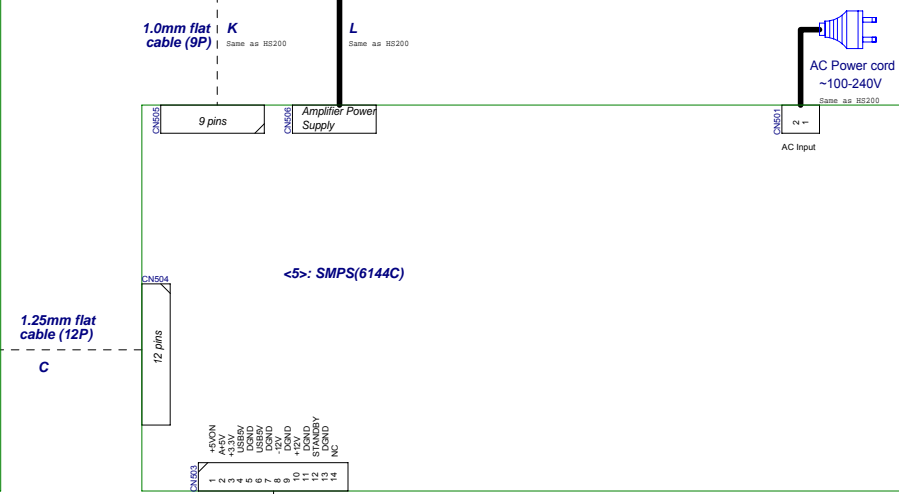 1.0mm flat
cable (9P)
K
Same as HS200
L
Same as HS200
AC Power cord
~100-240V
Same as HS200
CN505
9 pins
CN506
Amplifier Power
Supply
CN501
2
1
AC Input
<5>: SMPS(6144C)
CN504
12 pins
1.25mm flat
cable (12P)
C
CN503
+5VON
A+5V
+3.3V
USB5V
DGND
USB5V
DGND
-12V
DGND
+12V
DGND
STANDBY
DGND
NC
1
2
3
4
5
6
7
8
9
10
11
12
13
14